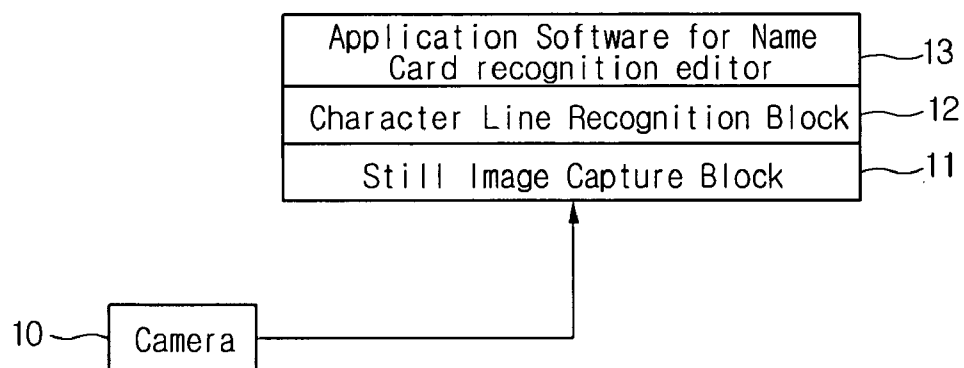 Application Software for Name
Card recognition editor
13
Character Line Recognition Block
12
Still Image Capture Block
11
10
Camera